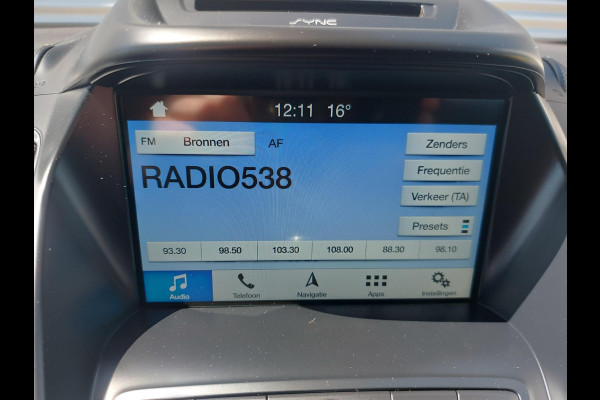 SYNC
12:11 16°
FM Bronnen AF Zenders
RADIO538
Frequentie
Verkeer (TA)
Presets
93.30 98.50 103.30 108.00 88.30 98.10
Audio Telefoon Navigatie Apps Instellingen